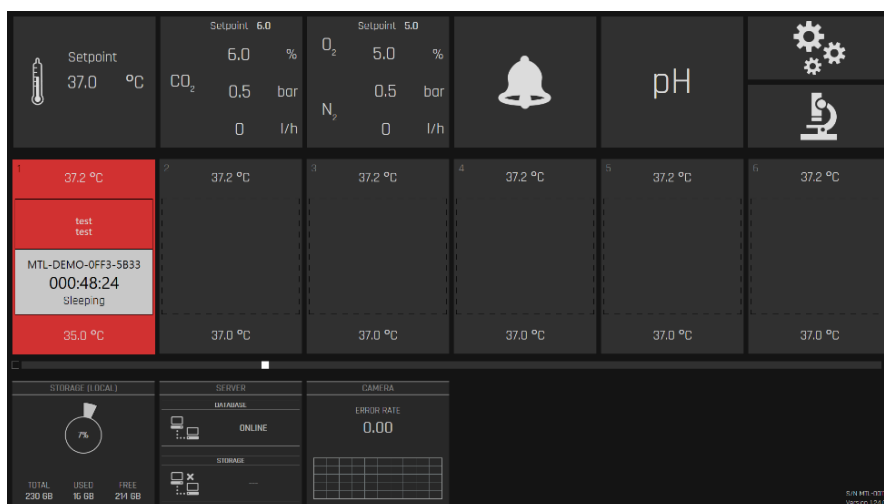 Setpoint
37.0 °C
Setpoint 6.0
CO2
6.0 %
0.5 bar
0 l/h
Setpoint 5.0
O2
5.0 %
N2
0.5 bar
0 l/h
pH
1
37.2 °C
test
test
MTL-DEMO-0FF3-5B33
000:48:24
Sleeping
35.0 °C
2
37.2 °C
37.0 °C
3
37.2 °C
37.0 °C
4
37.2 °C
37.0 °C
5
37.2 °C
37.0 °C
6
37.2 °C
37.0 °C
STORAGE (LOCAL)
7%
TOTAL USED FREE
230 GB 16 GB 214 GB
SERVER
DATABASE
ONLINE
STORAGE
---
CAMERA
ERROR RATE
0.00